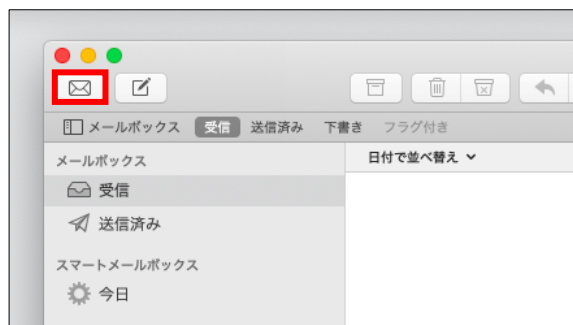 メールボックス 受信 送信済み 下書き フラグ付き
メールボックス
日付で並べ替え
受信
送信済み
スマートメールボックス
今日